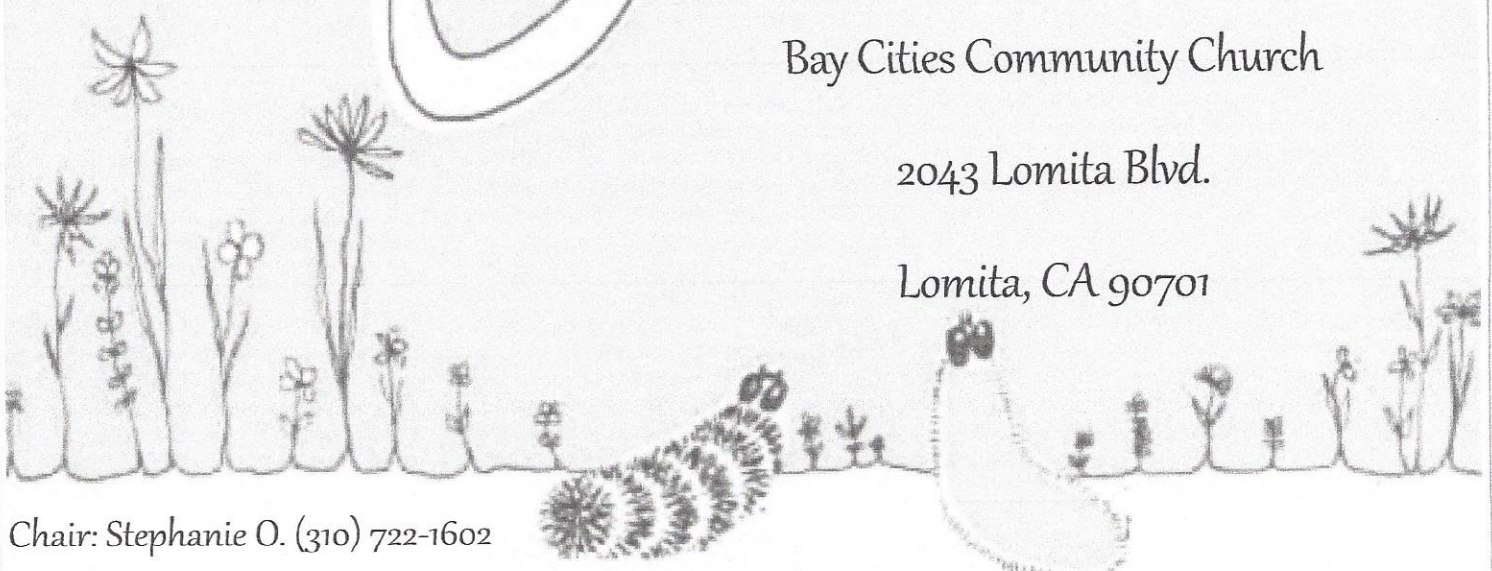 Bay Cities Community Church
2043 Lomita Blvd.
Lomita, CA 90701
Chair: Stephanie O. (310) 722-1602